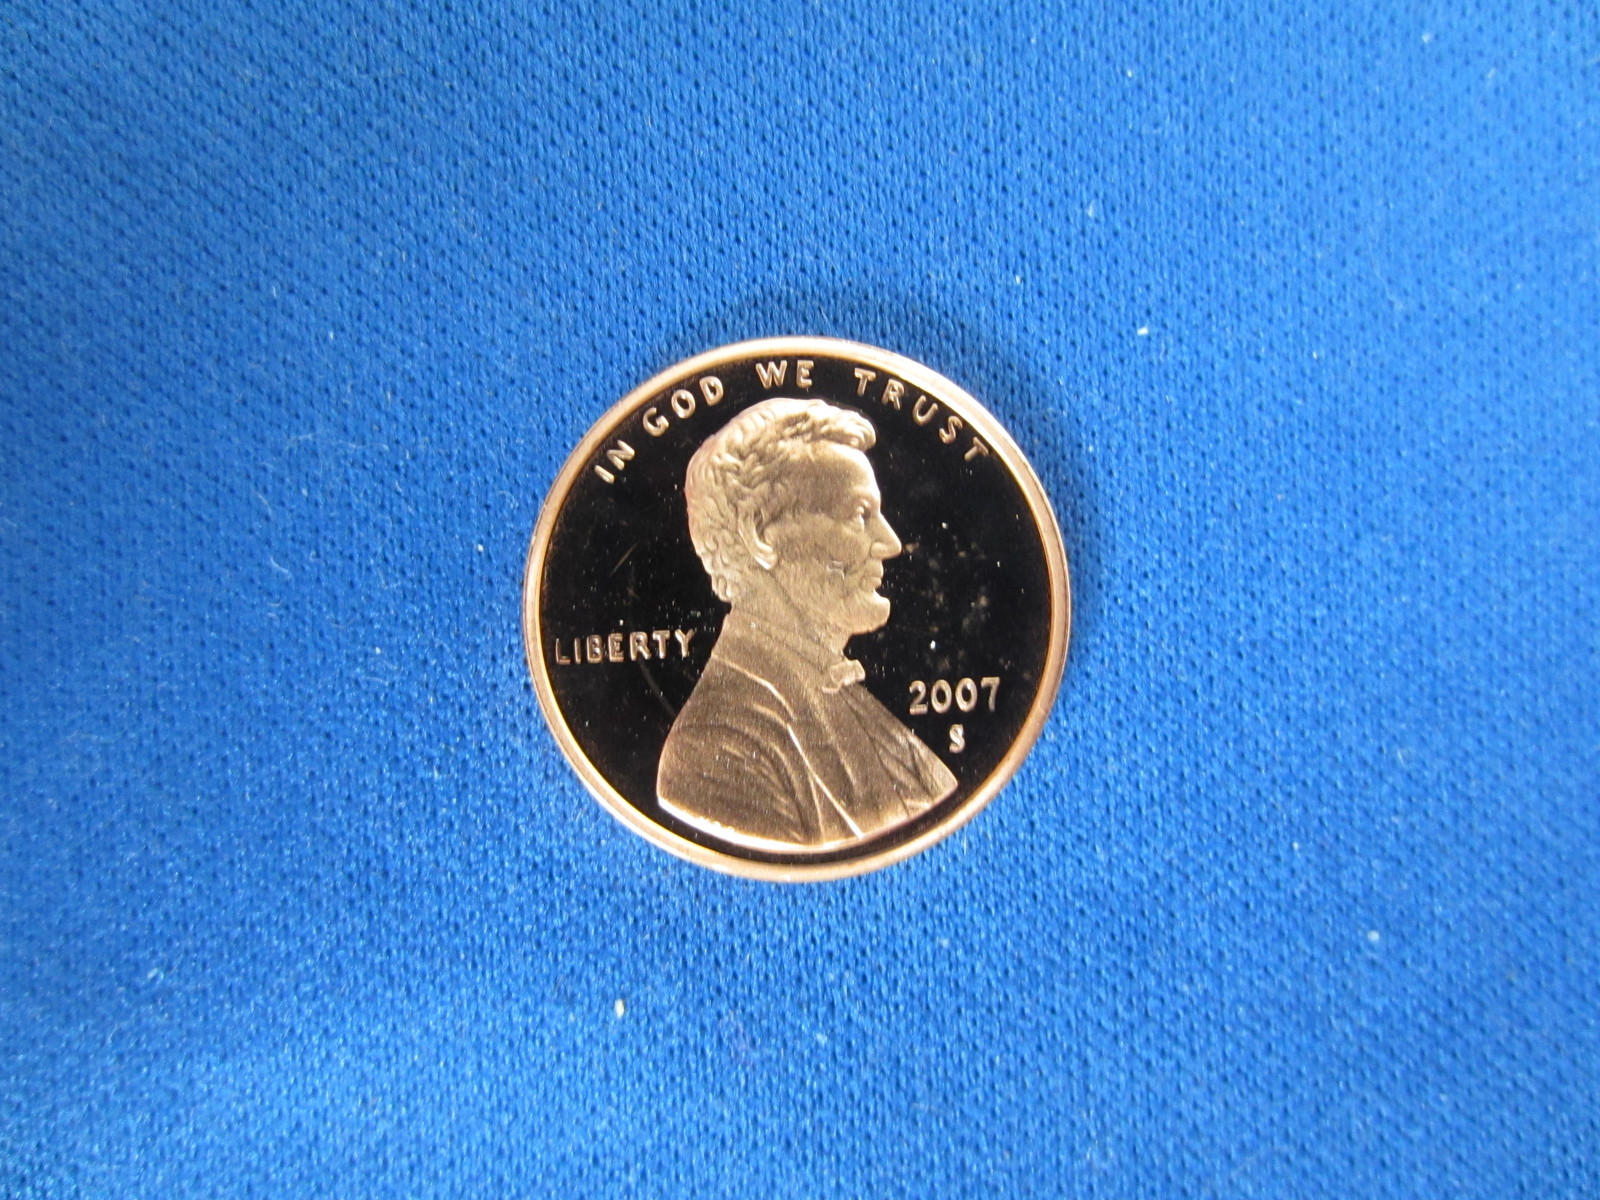 IN GOD WE TRUST
LIBERTY
2007
S